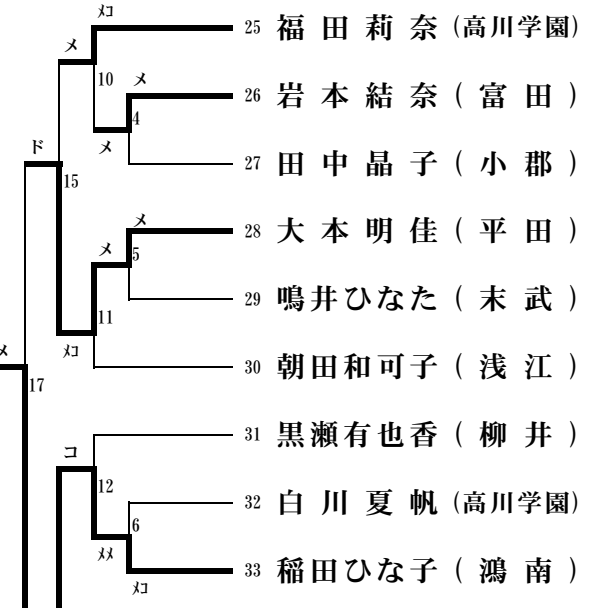 メコ
25 福田莉奈 (高川学園)
メ
10 メ
26 岩本結奈 ( 富田 )
4
ド メ
27 田中晶子 ( 小郡 )
15
メ
28 大本明佳 ( 平田 )
メ 5
29 鳴井ひなた ( 末武 )
11
メ メコ
30 朝田和可子 ( 浅江 )
17
31 黒瀬有也香 ( 柳井 )
コ
12
32 白川夏帆 (高川学園)
6
メメ
33 稲田ひな子 ( 鴻南 )
メコ